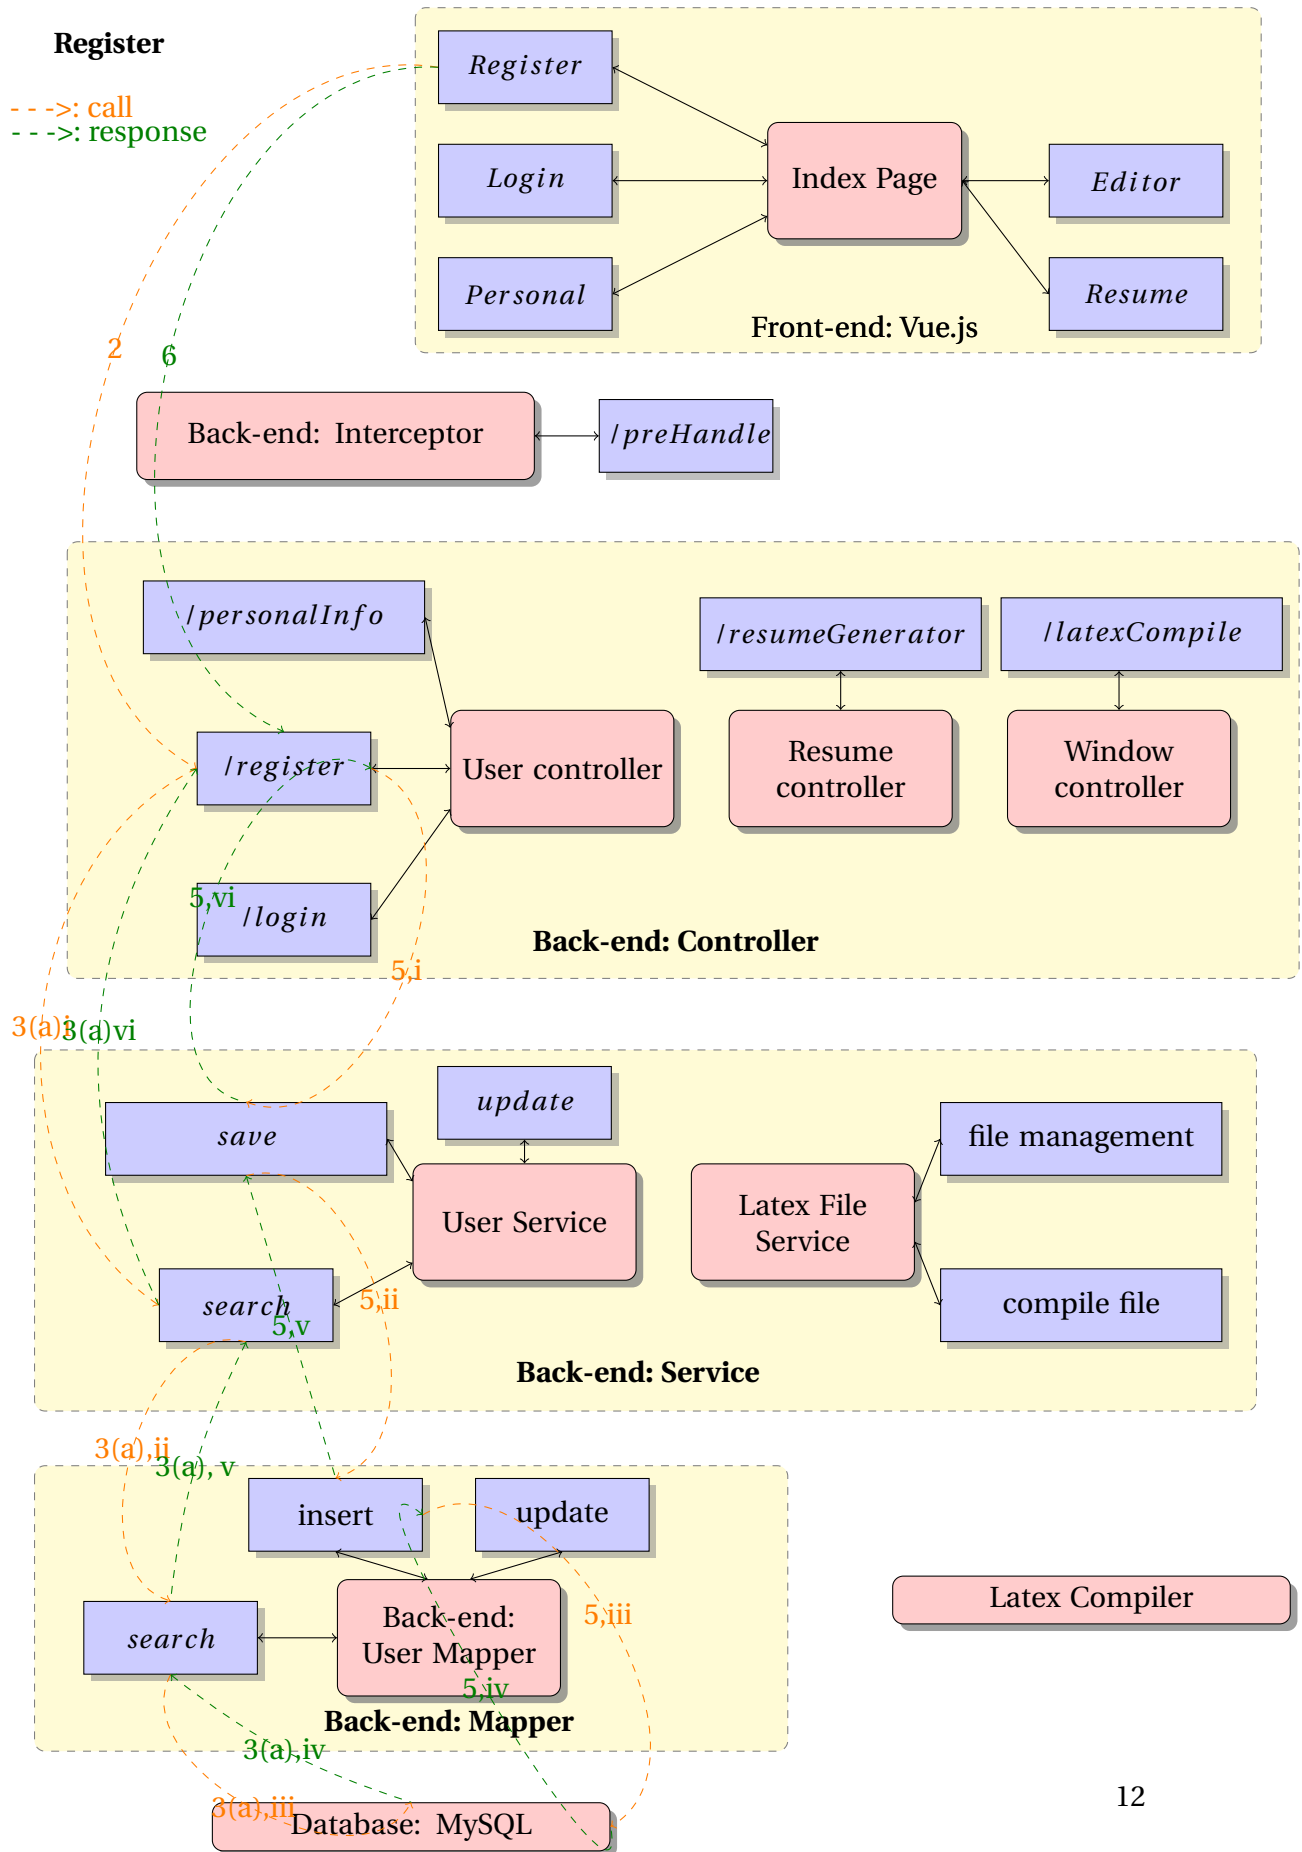 Register
- - ->: call
- - ->: response
Register
Login
Personal
Index Page
Editor
Resume
Front-end: Vue.js
2
6
Back-end: Interceptor
/preHandle
/personalInfo
/register
/login
User controller
/resumeGenerator
Resume
controller
/latexCompile
Window
controller
5,vi
5,i
Back-end: Controller
3(a)i
3(a)vi
save
update
search
User Service
Latex File
Service
file management
compile file
5,ii
5,v
Back-end: Service
3(a),ii
3(a), v
insert
update
search
Back-end:
User Mapper
5,iii
5,iv
Back-end: Mapper
Latex Compiler
3(a),iv
3(a),iii
Database: MySQL
12